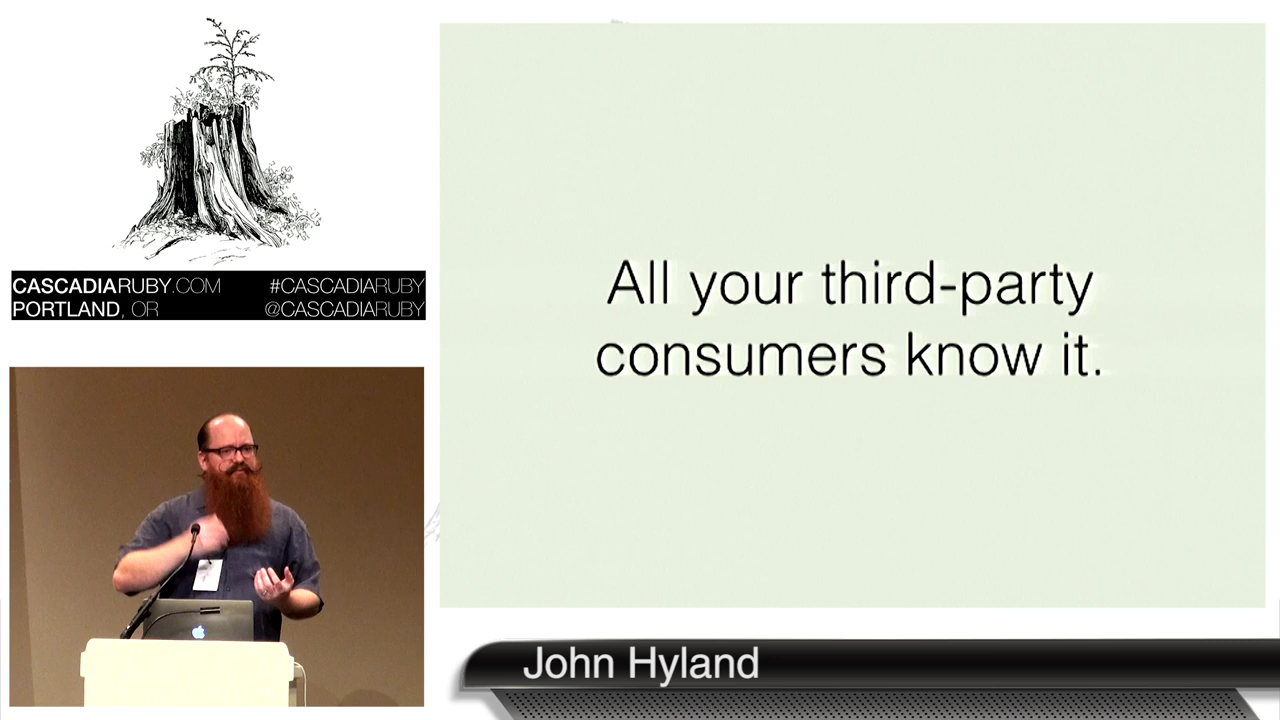 CASCADIARUBY.COM #CASCADIARUBY
PORTLAND, OR @CASCADIARUBY
All your third-party
consumers know it.
John Hyland